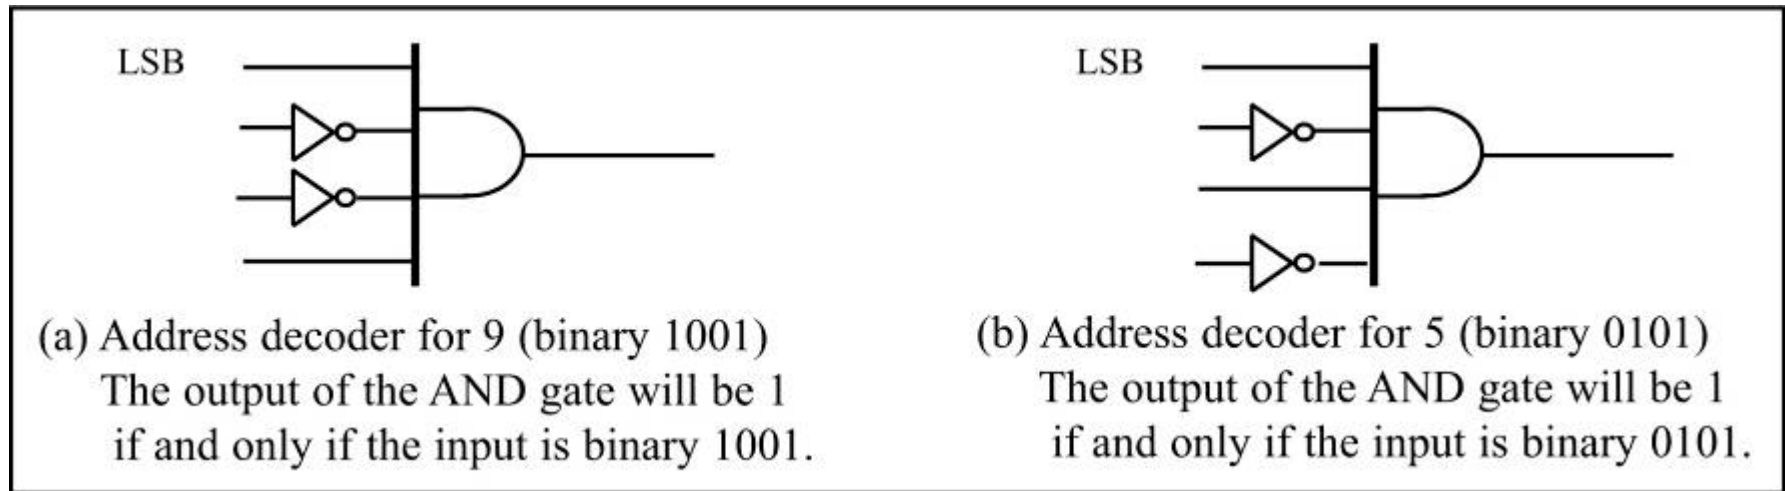 LSB
(a) Address decoder for 9 (binary 1001)
The output of the AND gate will be 1
if and only if the input is binary 1001.
LSB
(b) Address decoder for 5 (binary 0101)
The output of the AND gate will be 1
if and only if the input is binary 0101.